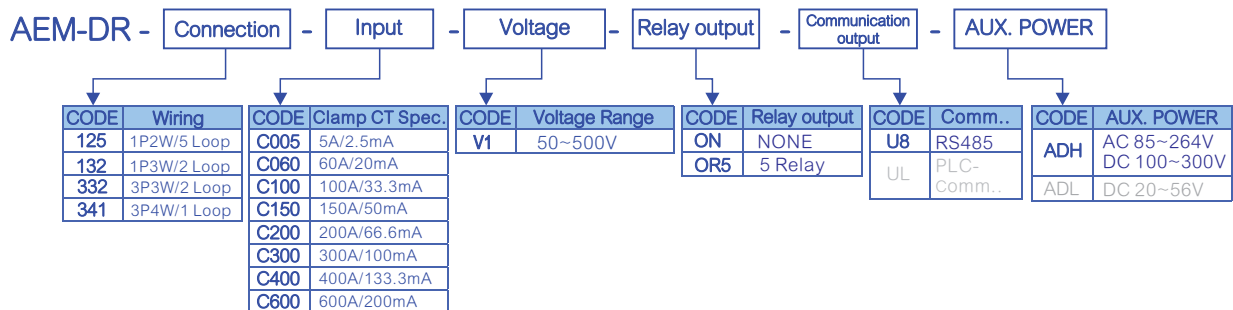 AEM-DR - Connection - Input - Voltage - Relay output - Communication output - AUX. POWER
CODE Wiring
125 1P2W/5 Loop
132 1P3W/2 Loop
332 3P3W/2 Loop
341 3P4W/1 Loop
CODE Clamp CT Spec.
C005 5A/2.5mA
C060 60A/20mA
C100 100A/33.3mA
C150 150A/50mA
C200 200A/66.6mA
C300 300A/100mA
C400 400A/133.3mA
C600 600A/200mA
CODE Voltage Range
V1 50~500V
CODE Relay output
ON NONE
OR5 5 Relay
CODE Comm..
U8 RS485
UL PLC-
Comm..
CODE AUX. POWER
ADH AC 85~264V
DC 100~300V
ADL DC 20~56V